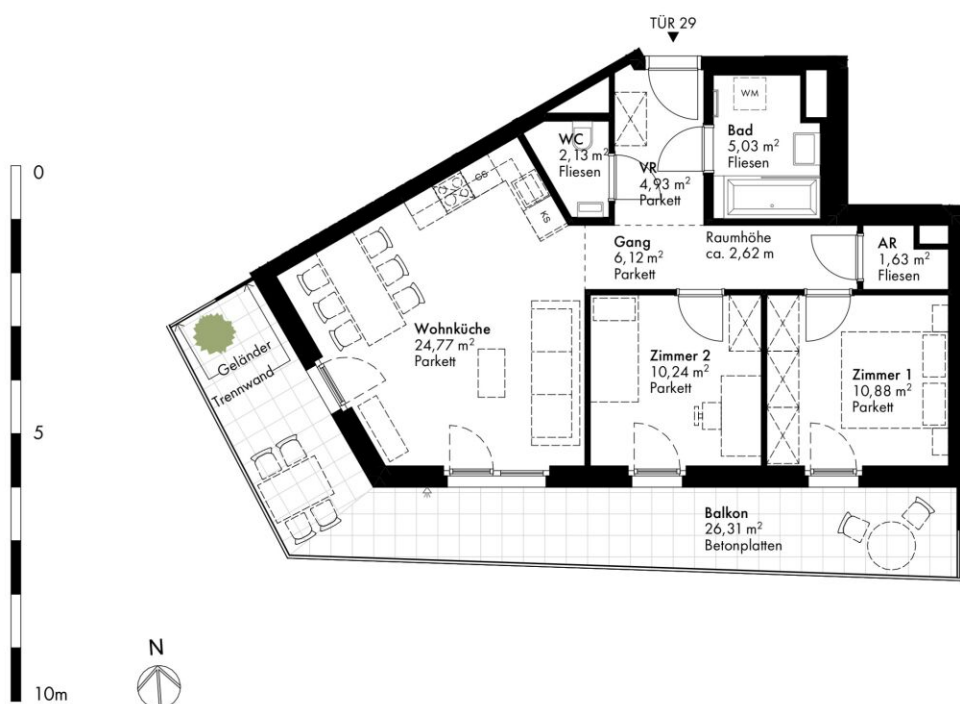 TÜR 29
WM
Bad
5,03 m²
Fliesen
WC
2,13 m²
Fliesen
VR
4,93 m²
Parkett
GS
KS
Gang
6,12 m²
Parkett
Raumhöhe
ca. 2,62 m
AR
1,63 m²
Fliesen
Wohnküche
24,77 m²
Parkett
Zimmer 2
10,24 m²
Parkett
Zimmer 1
10,88 m²
Parkett
Geländer
Trennwand
Balkon
26,31 m²
Betonplatten
0
5
10m
N